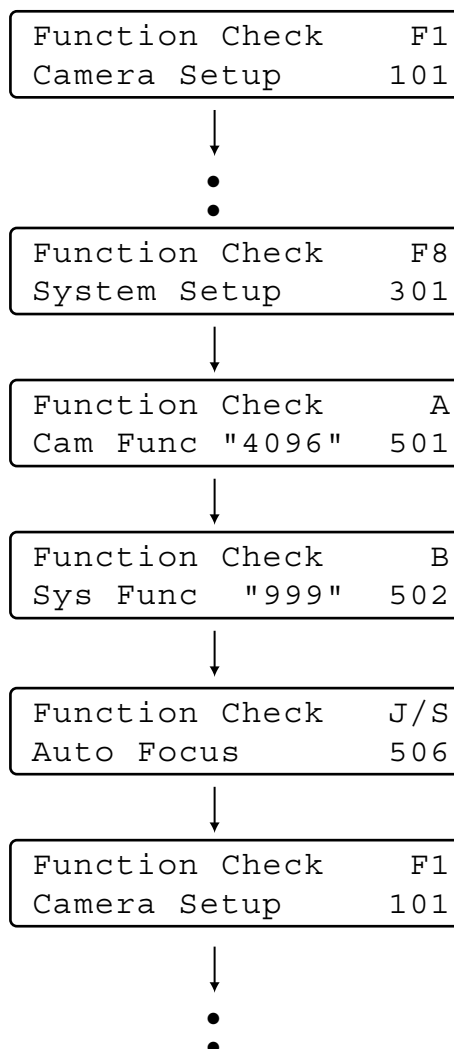 Function Check F1
Camera Setup 101
Function Check F8
System Setup 301
Function Check A
Cam Func "4096" 501
Function Check B
Sys Func "999" 502
Function Check J/S
Auto Focus 506
Function Check F1
Camera Setup 101